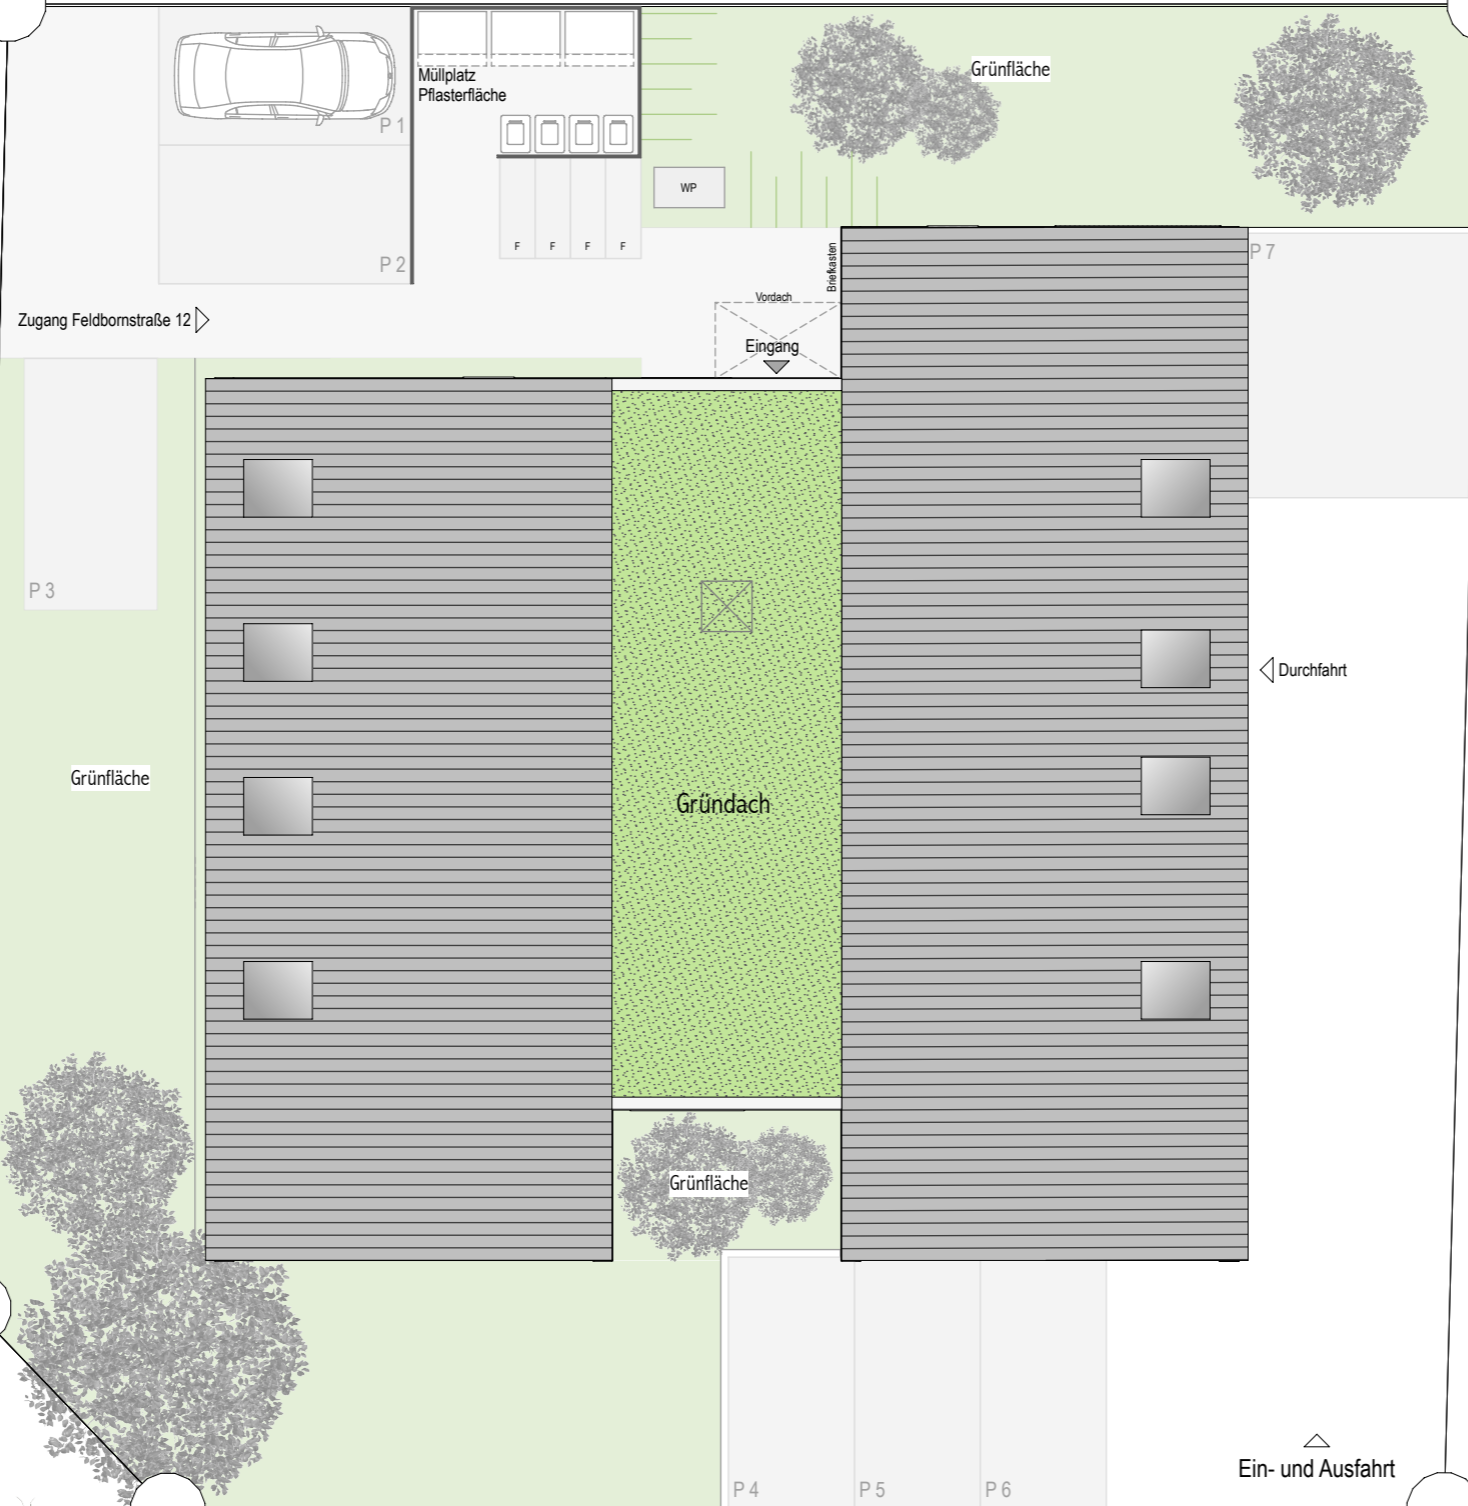 Müllplatz
Pflasterfläche
Grünfläche
P 1
WP
F F F F
P 2
Briefkasten
P 7
Vordach
Zugang Feldbornstraße 12
Eingang
P 3
Durchfahrt
Grünfläche
Gründach
Grünfläche
Ein- und Ausfahrt
P 4 P 5 P 6